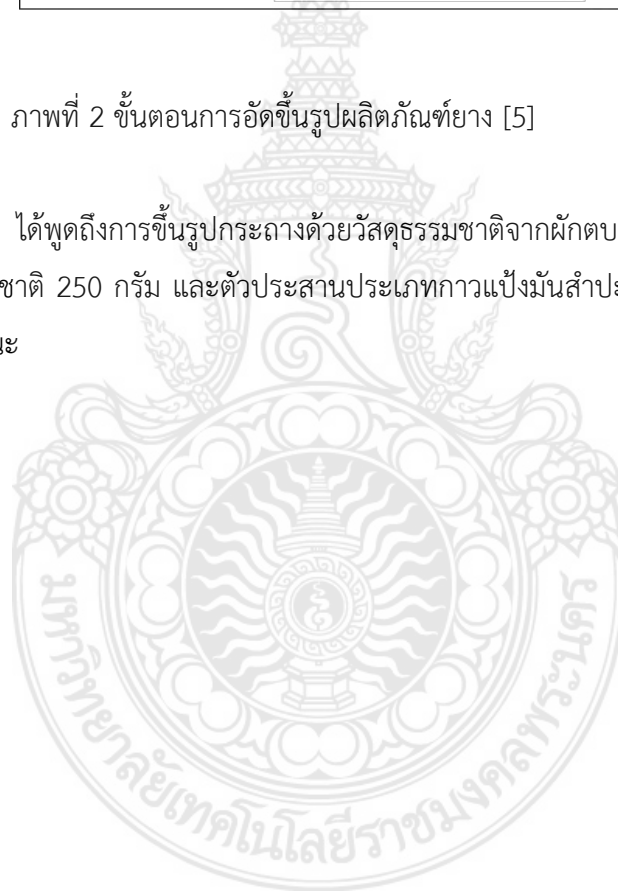 ภาพที่ 2 ขั้นตอนการอัดขึ้นรูปผลิตภัณฑ์ยาง [5]
ได้พูดถึงการขึ้นรูปกระถางด้วยวัสดุธรรมชาติจากผักตบ
ชาติ 250 กรัม และตัวประสานประเภทกาวแป้งมันสำปะ
นะ
มหาวิทยาลัยเทคโนโลยีราชมงคลพระนคร